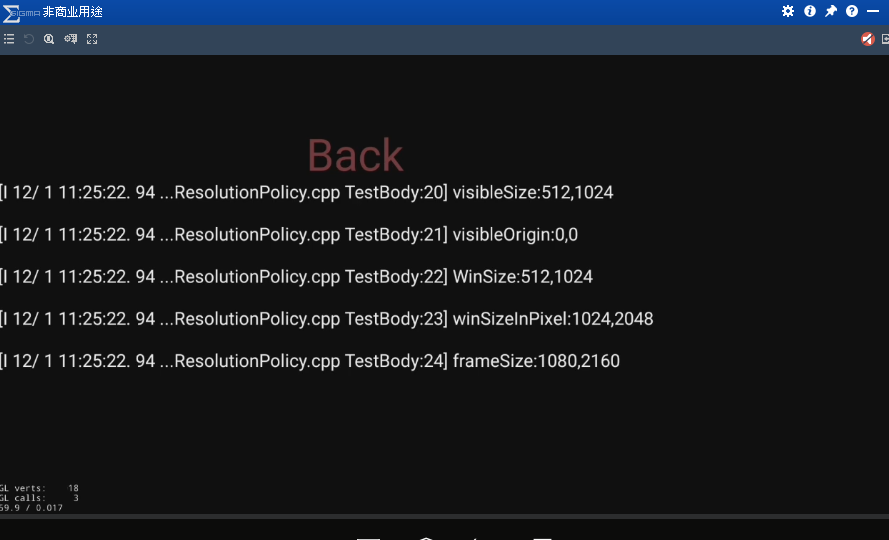 SIGMA 非商业用途
Back
[I 12/ 1 11:25:22. 94 ...ResolutionPolicy.cpp TestBody:20] visibleSize:512,1024
[I 12/ 1 11:25:22. 94 ...ResolutionPolicy.cpp TestBody:21] visibleOrigin:0,0
[I 12/ 1 11:25:22. 94 ...ResolutionPolicy.cpp TestBody:22] WinSize:512,1024
[I 12/ 1 11:25:22. 94 ...ResolutionPolicy.cpp TestBody:23] winSizeInPixel:1024,2048
[I 12/ 1 11:25:22. 94 ...ResolutionPolicy.cpp TestBody:24] frameSize:1080,2160
GL verts: 18
GL calls: 3
59.9 / 0.017